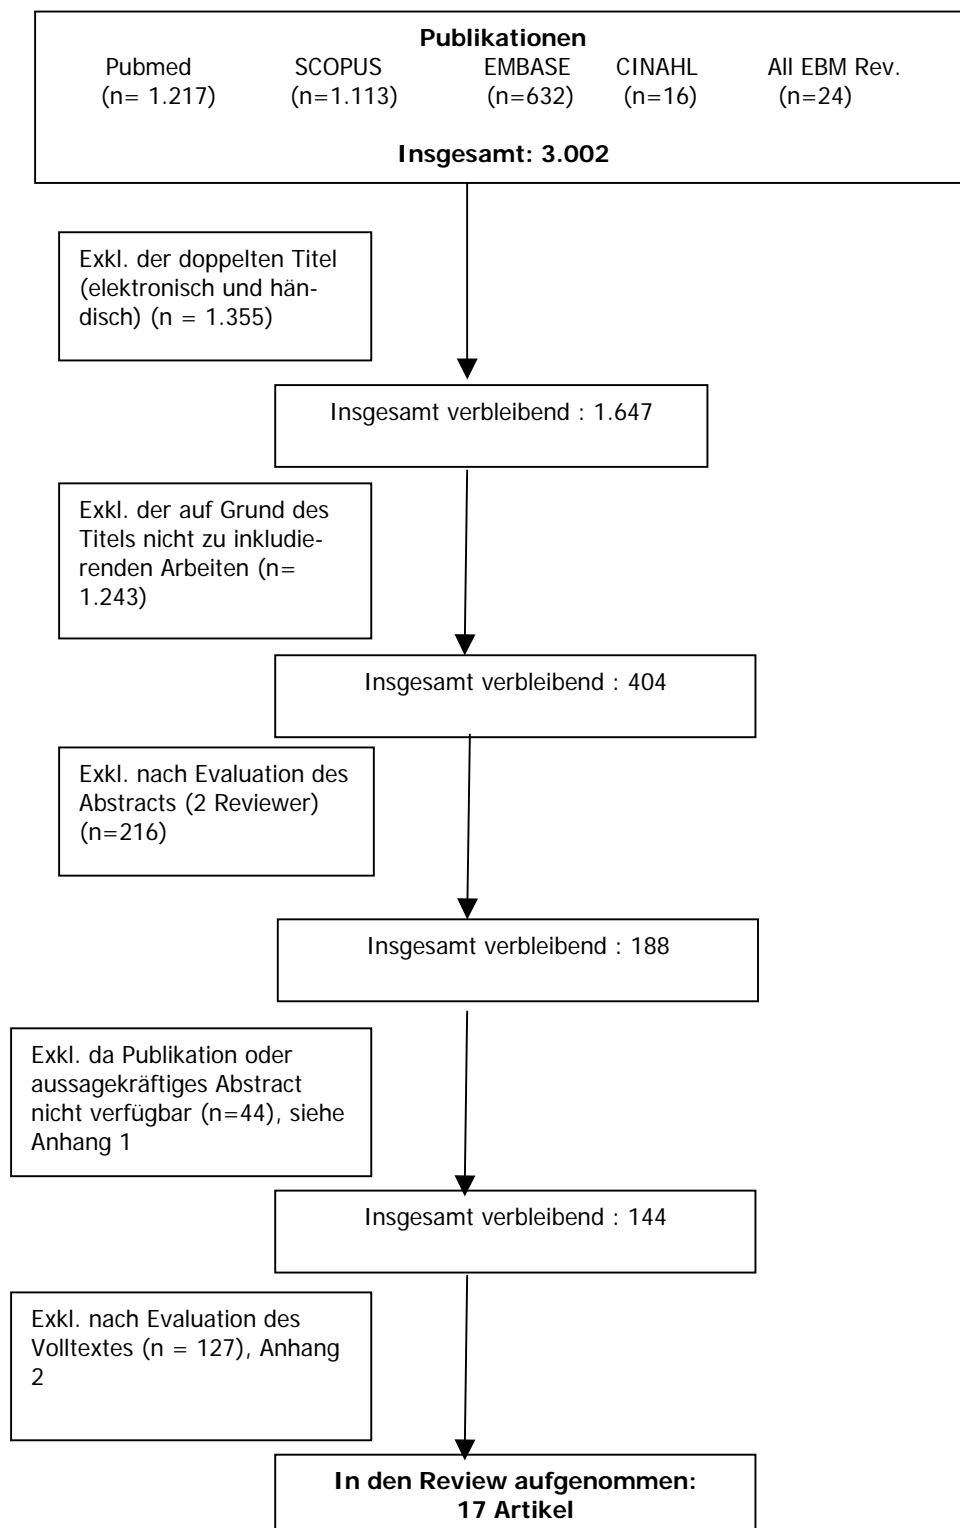 Publikationen
Pubmed SCOPUS EMBASE CINAHL All EBM Rev.
(n= 1.217) (n=1.113) (n=632) (n=16) (n=24)
Insgesamt: 3.002
Exkl. der doppelten Titel
(elektronisch und hän-
disch) (n = 1.355)
Insgesamt verbleibend : 1.647
Exkl. der auf Grund des
Titels nicht zu inkludie-
renden Arbeiten (n=
1.243)
Insgesamt verbleibend : 404
Exkl. nach Evaluation des
Abstracts (2 Reviewer)
(n=216)
Insgesamt verbleibend : 188
Exkl. da Publikation oder
aussagekräftiges Abstract
nicht verfügbar (n=44), siehe
Anhang 1
Insgesamt verbleibend : 144
Exkl. nach Evaluation des
Volltextes (n = 127), Anhang
2
In den Review aufgenommen:
17 Artikel